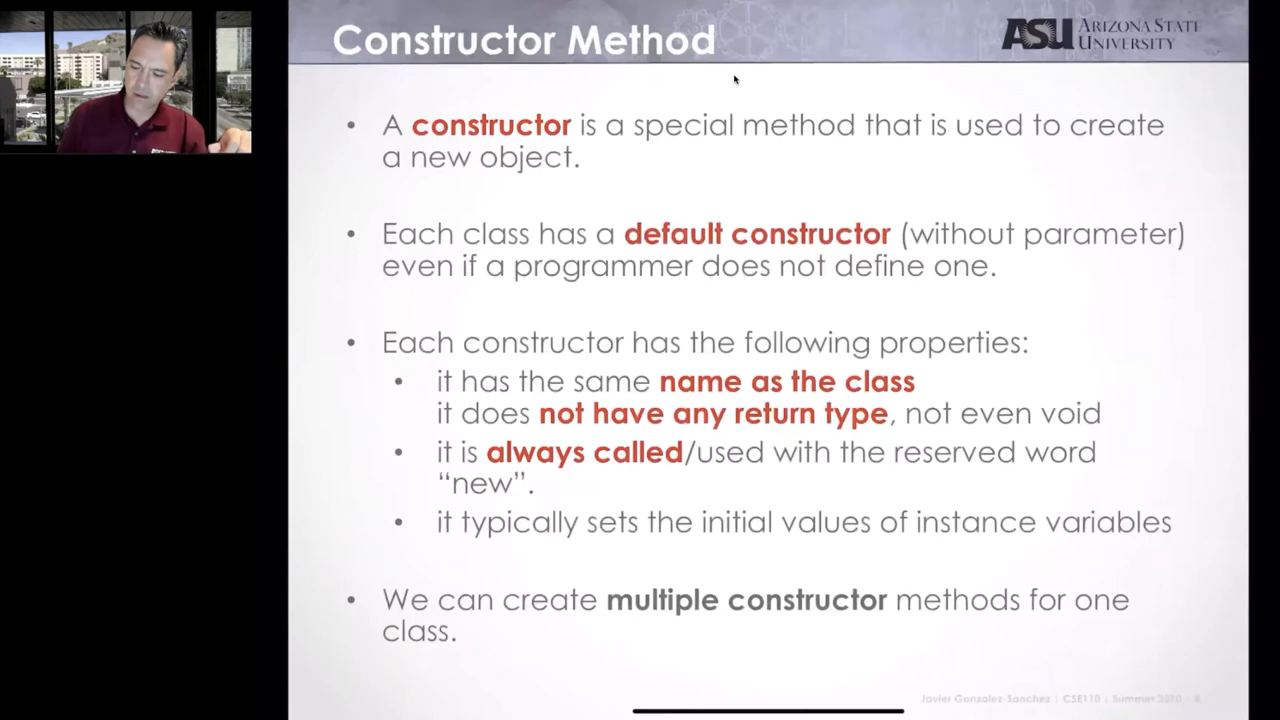 Constructor Method
ASU ARIZONA STATE
UNIVERSITY
• A constructor is a special method that is used to create
a new object.
• Each class has a default constructor (without parameter)
even if a programmer does not define one.
• Each constructor has the following properties:
• it has the same name as the class
it does not have any return type, not even void
• it is always called/used with the reserved word
“new”.
• it typically sets the initial values of instance variables
• We can create multiple constructor methods for one
class.
Javier Gonzalez-Sanchez | CSE110 | Summer 2020 |